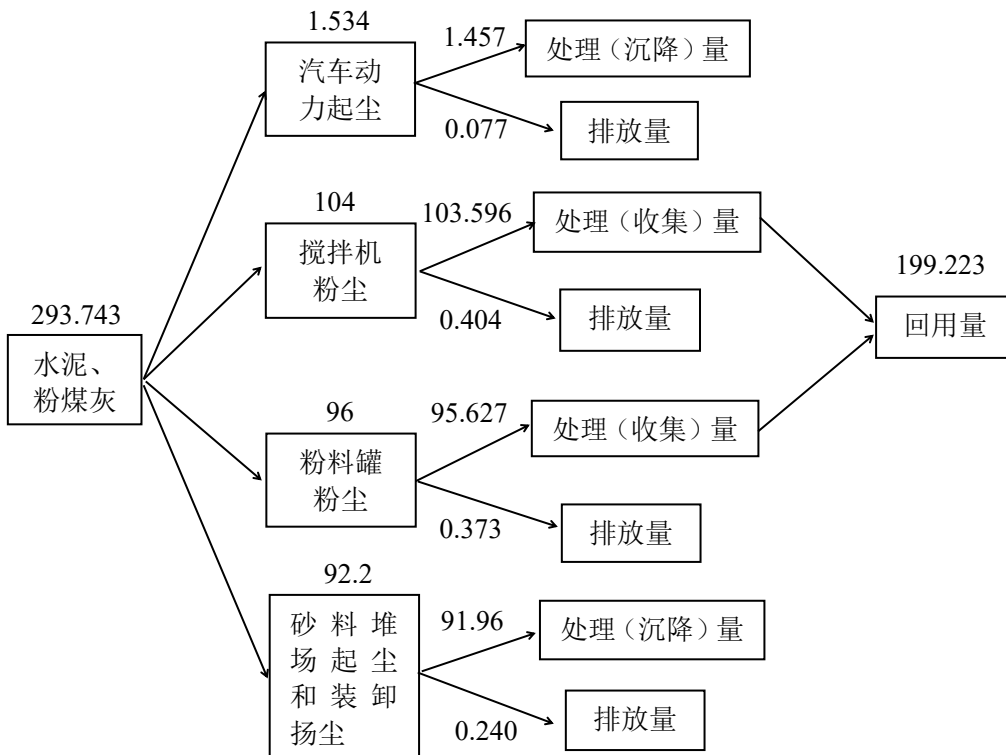 1.534
汽车动
力起尘
1.457
处理（沉降）量
0.077
排放量
104
搅拌机
粉尘
103.596
处理（收集）量
0.404
排放量
199.223
回用量
293.743
水泥、
粉煤灰
96
粉料罐
粉尘
95.627
处理（收集）量
0.373
排放量
92.2
砂料堆
场起尘
和装卸
扬尘
91.96
处理（沉降）量
0.240
排放量